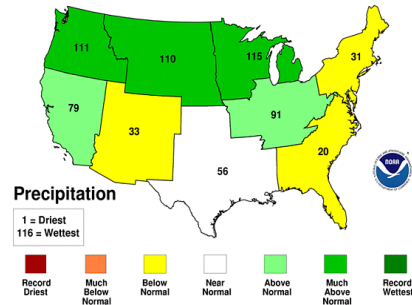 111
110
115
31
79
33
91
20
56
NOAA
Precipitation
1 = Driest
116 = Wettest
Record
Driest
Much
Below
Normal
Below
Normal
Near
Normal
Above
Normal
Much
Above
Normal
Record
Wettest